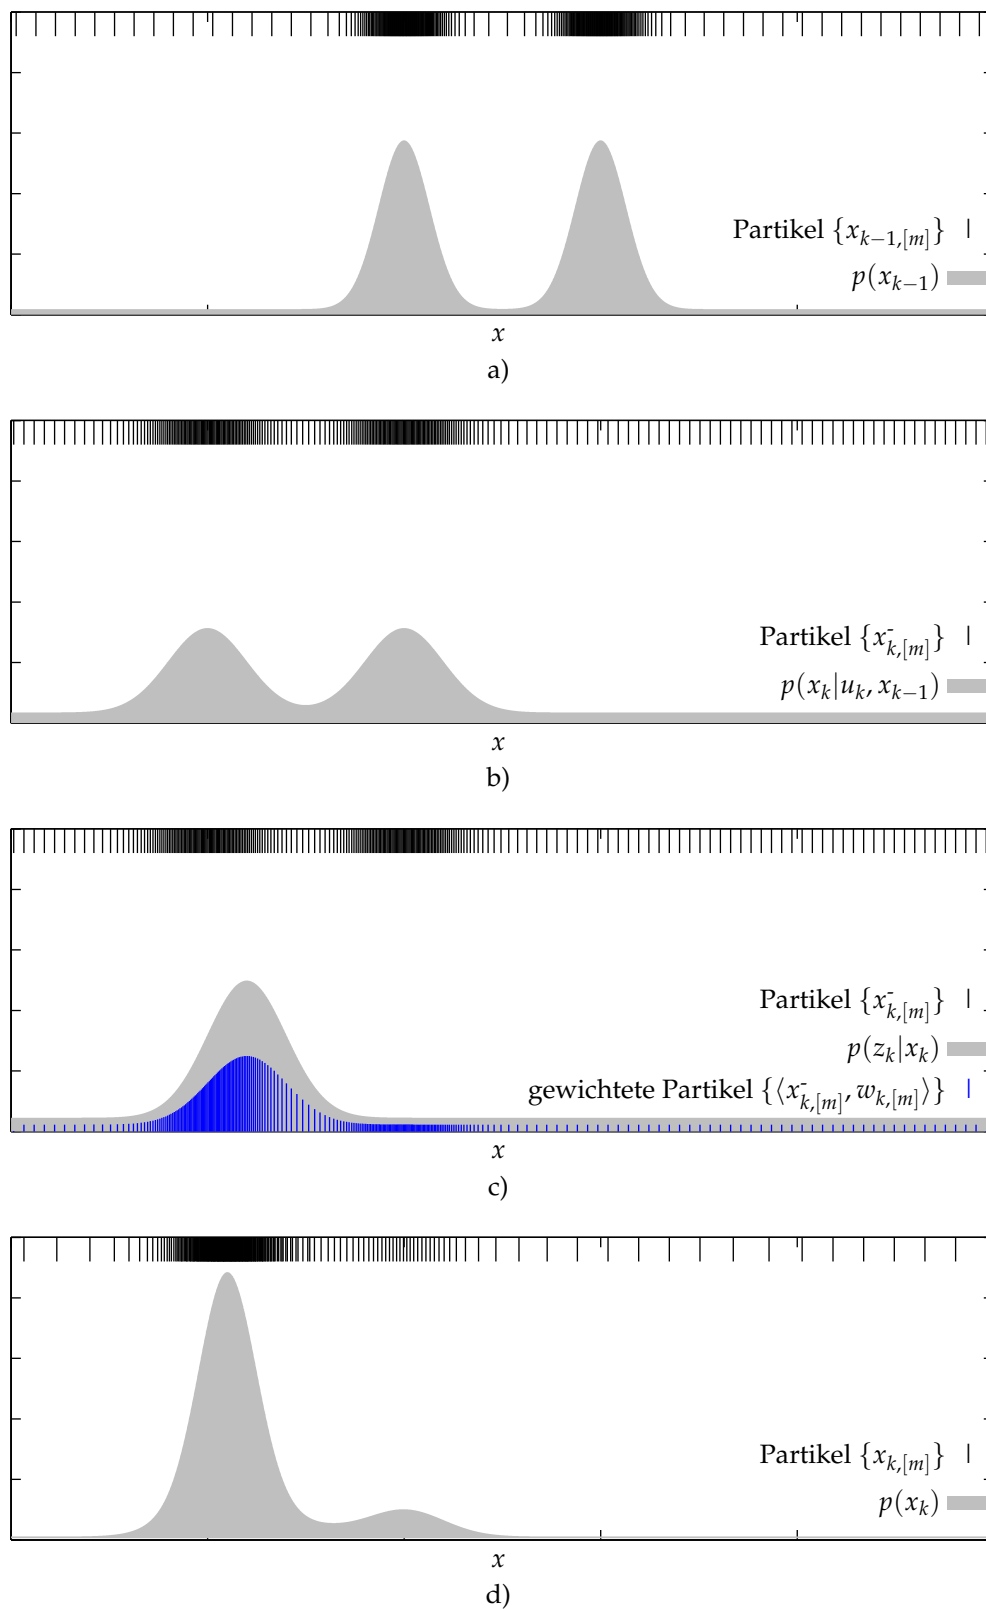 Partikel {x_{k−1,[m]}}
p(x_{k−1})
x
a)
Partikel {x^-_{k,[m]}}
p(x_k|u_k, x_{k−1})
x
b)
Partikel {x^-_{k,[m]}}
p(z_k|x_k)
gewichtete Partikel {⟨x^-_{k,[m]}, w_{k,[m]}⟩}
x
c)
Partikel {x_{k,[m]}}
p(x_k)
x
d)